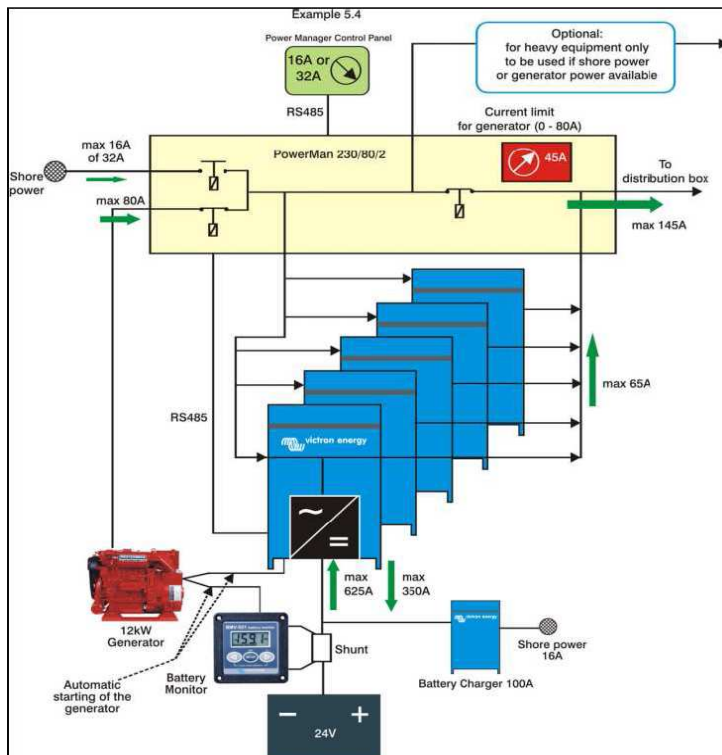 Example 5.4
Power Manager Control Panel
16A or
32A
Optional:
for heavy equipment only
to be used if shore power
or generator power available
RS485
Current limit
for generator (0 - 80A)
PowerMan 230/80/2
45A
max 16A
of 32A
Shore
power
max 80A
To
distribution box
max 145A
RS485
max 65A
victron energy
~
=
max
625A
max
350A
12kW
Generator
Automatic
starting of the
generator
Battery
Monitor
Shunt
victron energy
Battery Charger 100A
Shore power
16A
24V